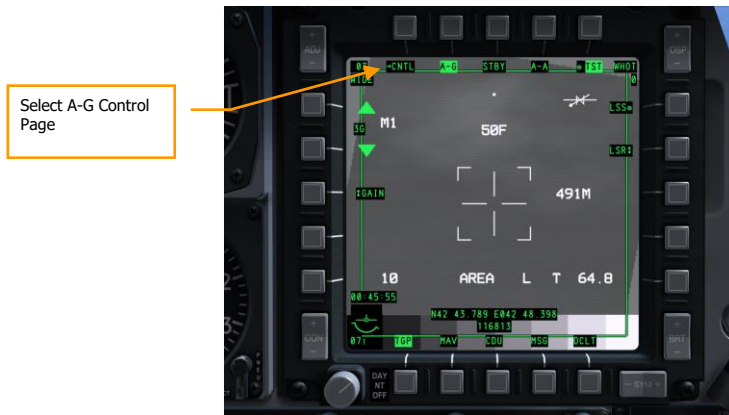 Select A-G Control
Page
ADJ
DSP
→CNTL A-G STBY A-A TST WHOT
WIDE
0
LSS
M1
50F
3G
LSR↕
↕GAIN
491M
10 AREA L T 64.8
00:45:55
N42 43.789 E042 48.398
116813
TGP MAV CDU MSG DCLT
CON
BRT
DAY
NT
OFF
- SYM +